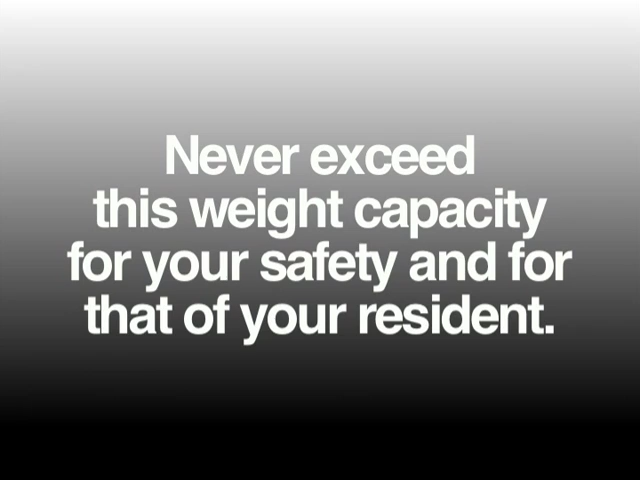 Never exceed
this weight capacity
for your safety and for
that of your resident.